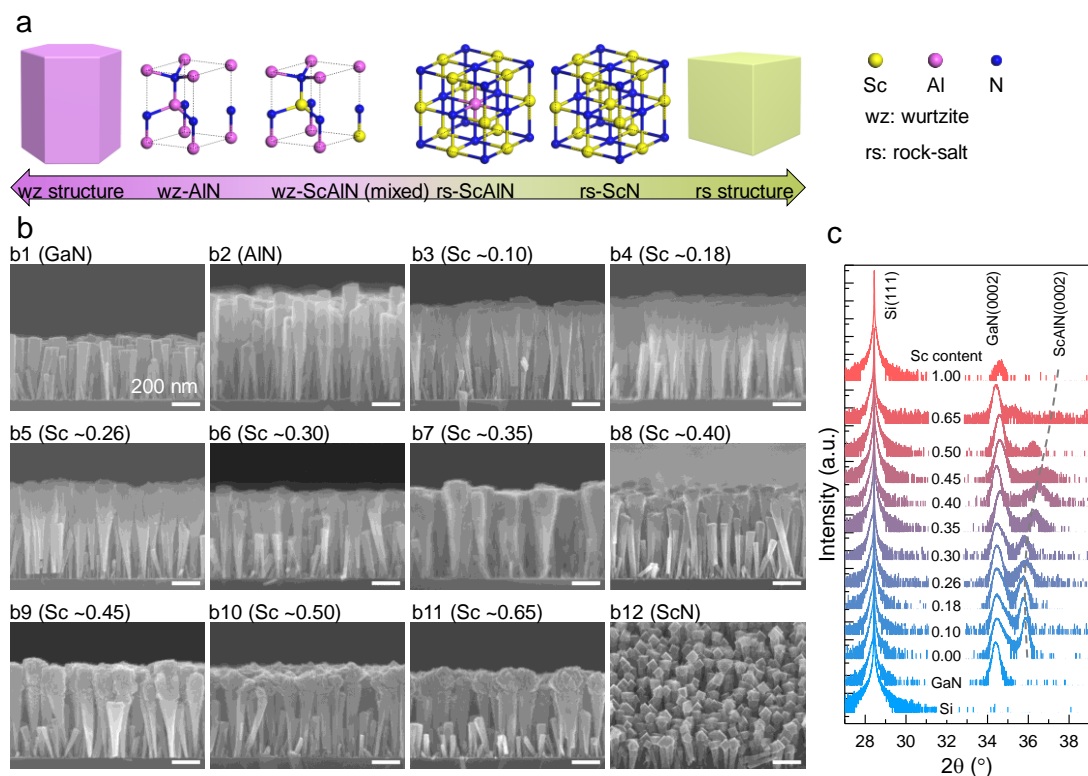 a
Sc Al N
wz: wurtzite
rs: rock-salt
wz structure wz-AlN wz-ScAlN (mixed) rs-ScAlN rs-ScN rs structure
b
b1 (GaN) b2 (AlN) b3 (Sc ~0.10) b4 (Sc ~0.18)
200 nm
b5 (Sc ~0.26) b6 (Sc ~0.30) b7 (Sc ~0.35) b8 (Sc ~0.40)
b9 (Sc ~0.45) b10 (Sc ~0.50) b11 (Sc ~0.65) b12 (ScN)
c
Si(111)
GaN(0002)
ScAlN(0002)
Sc content
1.00
0.65
0.50
0.45
0.40
0.35
0.30
0.26
0.18
0.10
0.00
GaN
Si
Intensity (a.u.)
28 30 32 34 36 38
2θ (°)